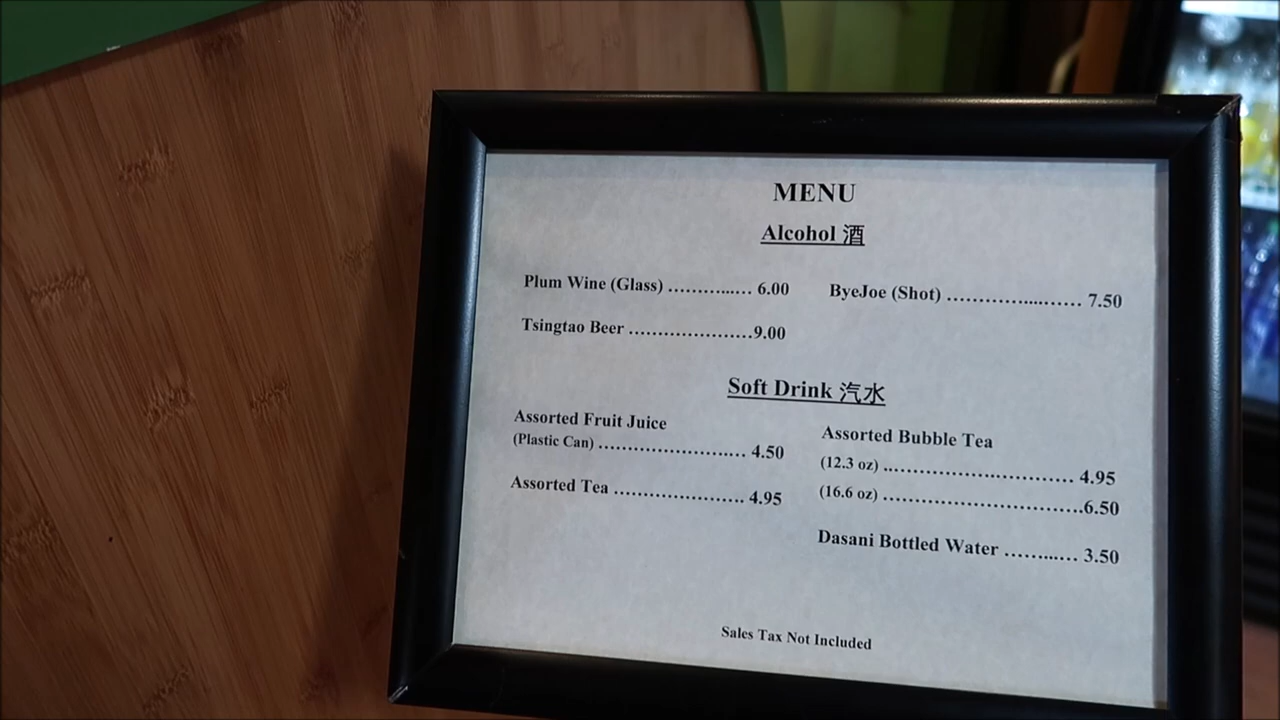 MENU
Alcohol 酒
Plum Wine (Glass) ………...… 6.00
ByeJoe (Shot) …………....…… 7.50
Tsingtao Beer …………………9.00
Soft Drink 汽水
Assorted Fruit Juice
(Plastic Can) ………………….… 4.50
Assorted Tea …………………. 4.95
Assorted Bubble Tea
(12.3 oz) ..…………….………… 4.95
(16.6 oz) …………………………….6.50
Dasani Bottled Water ……...… 3.50
Sales Tax Not Included